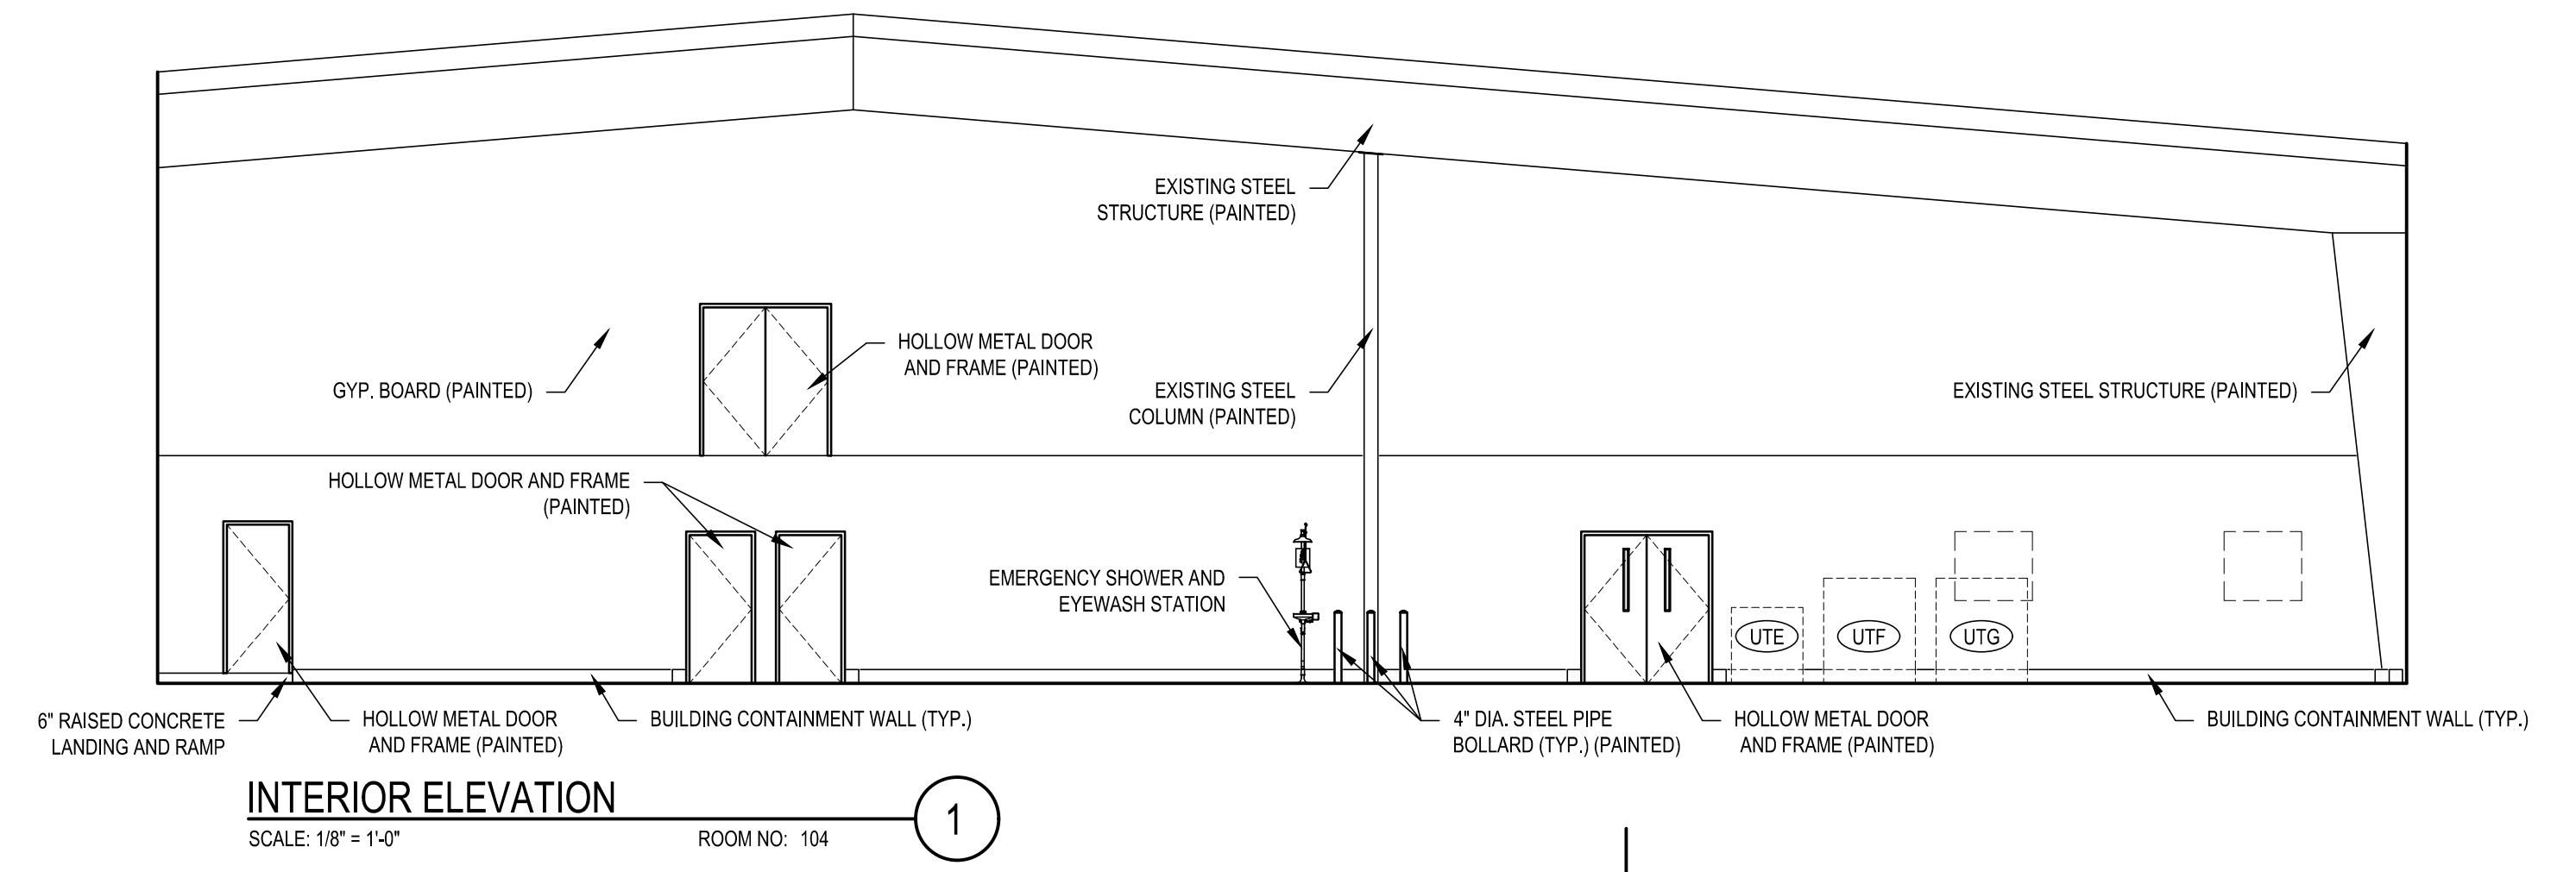 EXISTING STEEL
STRUCTURE (PAINTED)
HOLLOW METAL DOOR
AND FRAME (PAINTED)
GYP. BOARD (PAINTED)
EXISTING STEEL
COLUMN (PAINTED)
EXISTING STEEL STRUCTURE (PAINTED)
HOLLOW METAL DOOR AND FRAME
(PAINTED)
EMERGENCY SHOWER AND
EYEWASH STATION
UTE
UTF
UTG
6" RAISED CONCRETE
LANDING AND RAMP
HOLLOW METAL DOOR
AND FRAME (PAINTED)
BUILDING CONTAINMENT WALL (TYP.)
4" DIA. STEEL PIPE
BOLLARD (TYP.) (PAINTED)
HOLLOW METAL DOOR
AND FRAME (PAINTED)
BUILDING CONTAINMENT WALL (TYP.)
INTERIOR ELEVATION
1
SCALE: 1/8" = 1'-0"
ROOM NO: 104